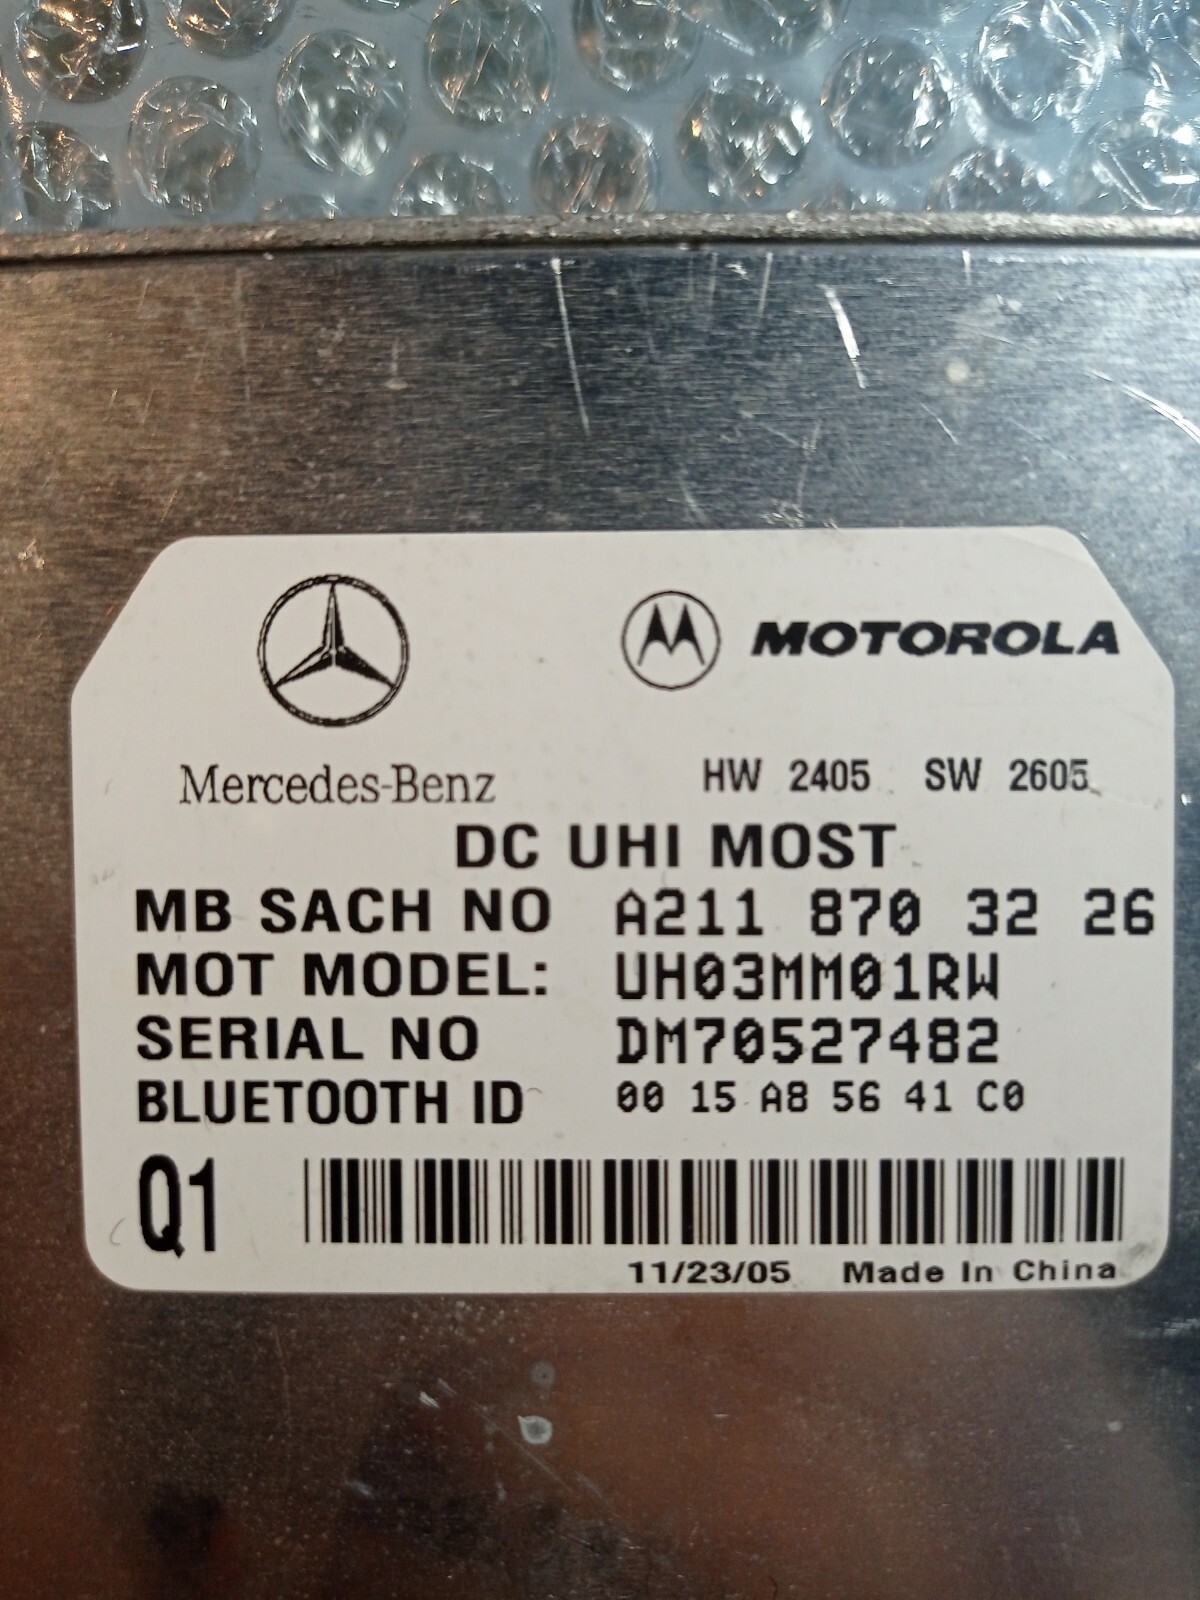 MOTOROLA
Mercedes-Benz
HW 2405 SW 2605
DC UHI MOST
MB SACH NO A211 870 32 26
MOT MODEL: UH03MM01RW
SERIAL NO DM70527482
BLUETOOTH ID 00 15 A8 56 41 C0
Q1
11/23/05 Made In China